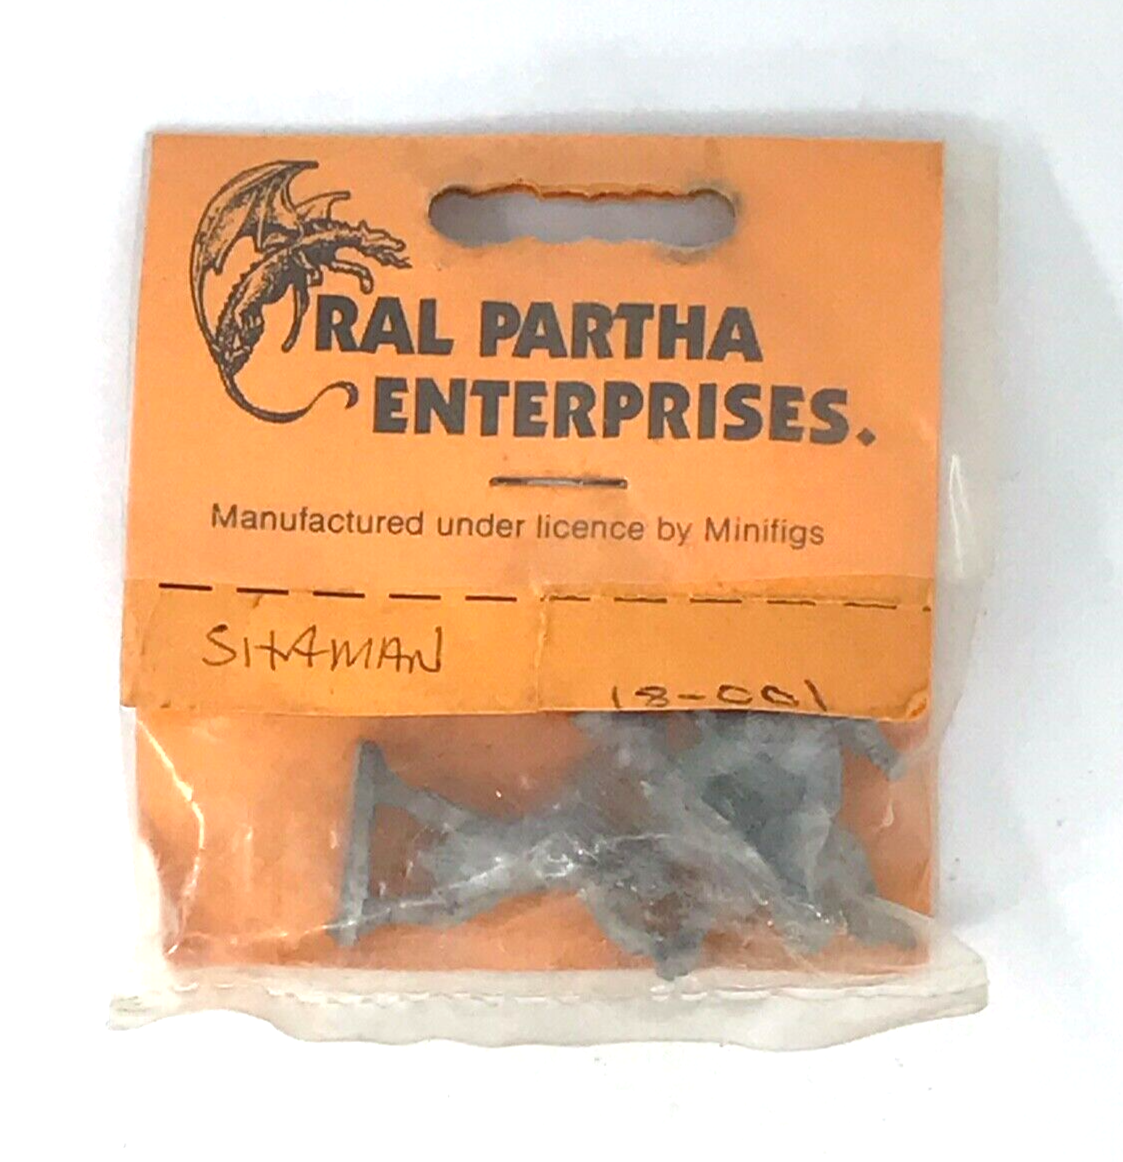 RAL PARTHA
ENTERPRISES.
Manufactured under licence by Minifigs
SHAMAN
18-001